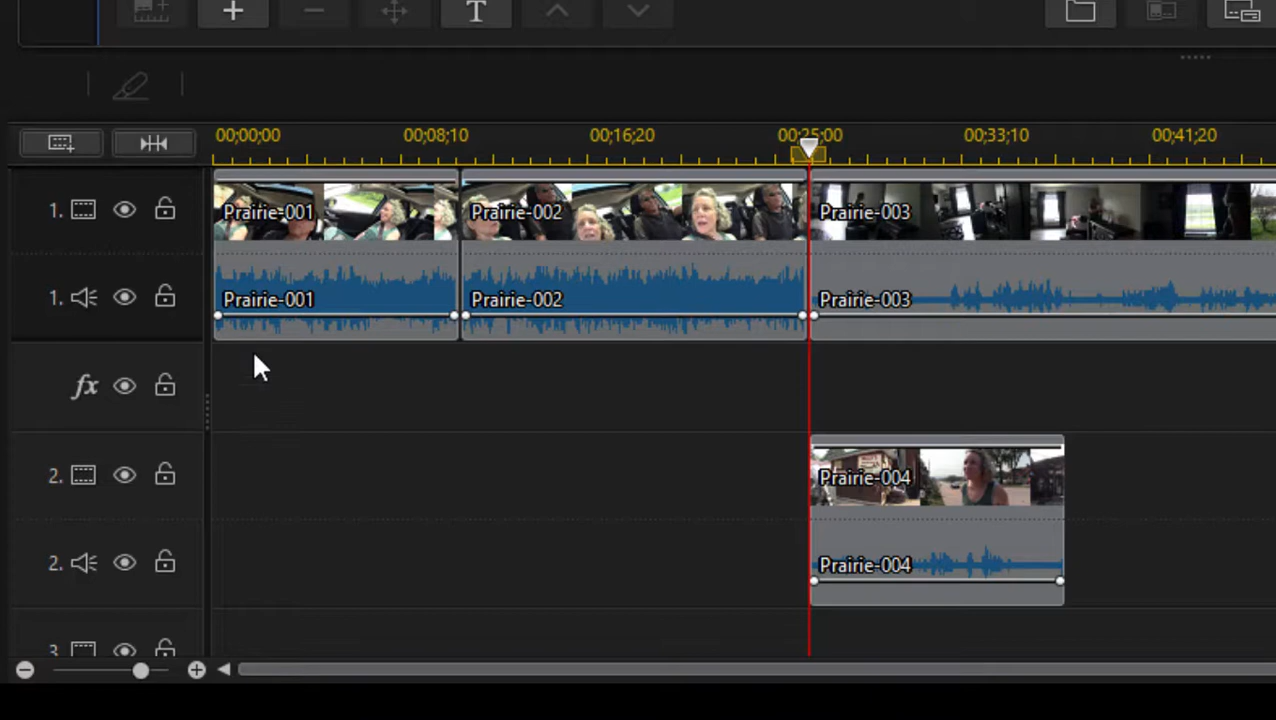 T
00;00;00 00;08;10 00;16;20 00;25;00 00;33;10 00;41;20
1. Prairie-001 Prairie-002 Prairie-003
1. Prairie-001 Prairie-002 Prairie-003
fx
2. Prairie-004
2. Prairie-004
3.